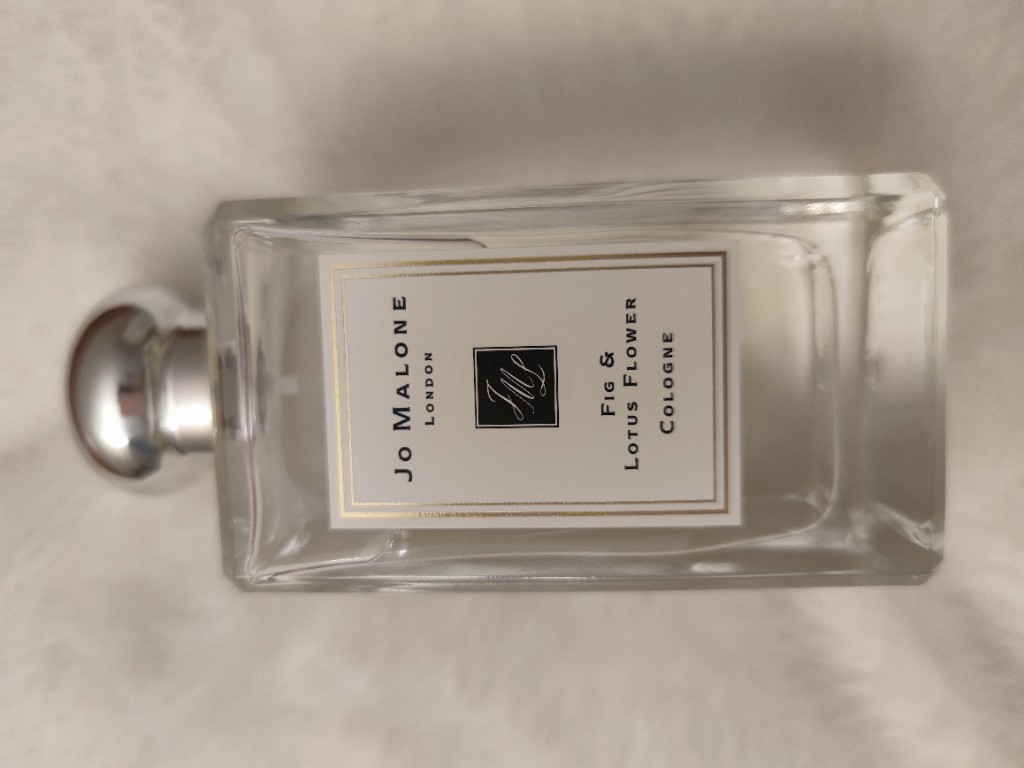 JO MALONE
LONDON
JML
FIG &
LOTUS FLOWER
COLOGNE